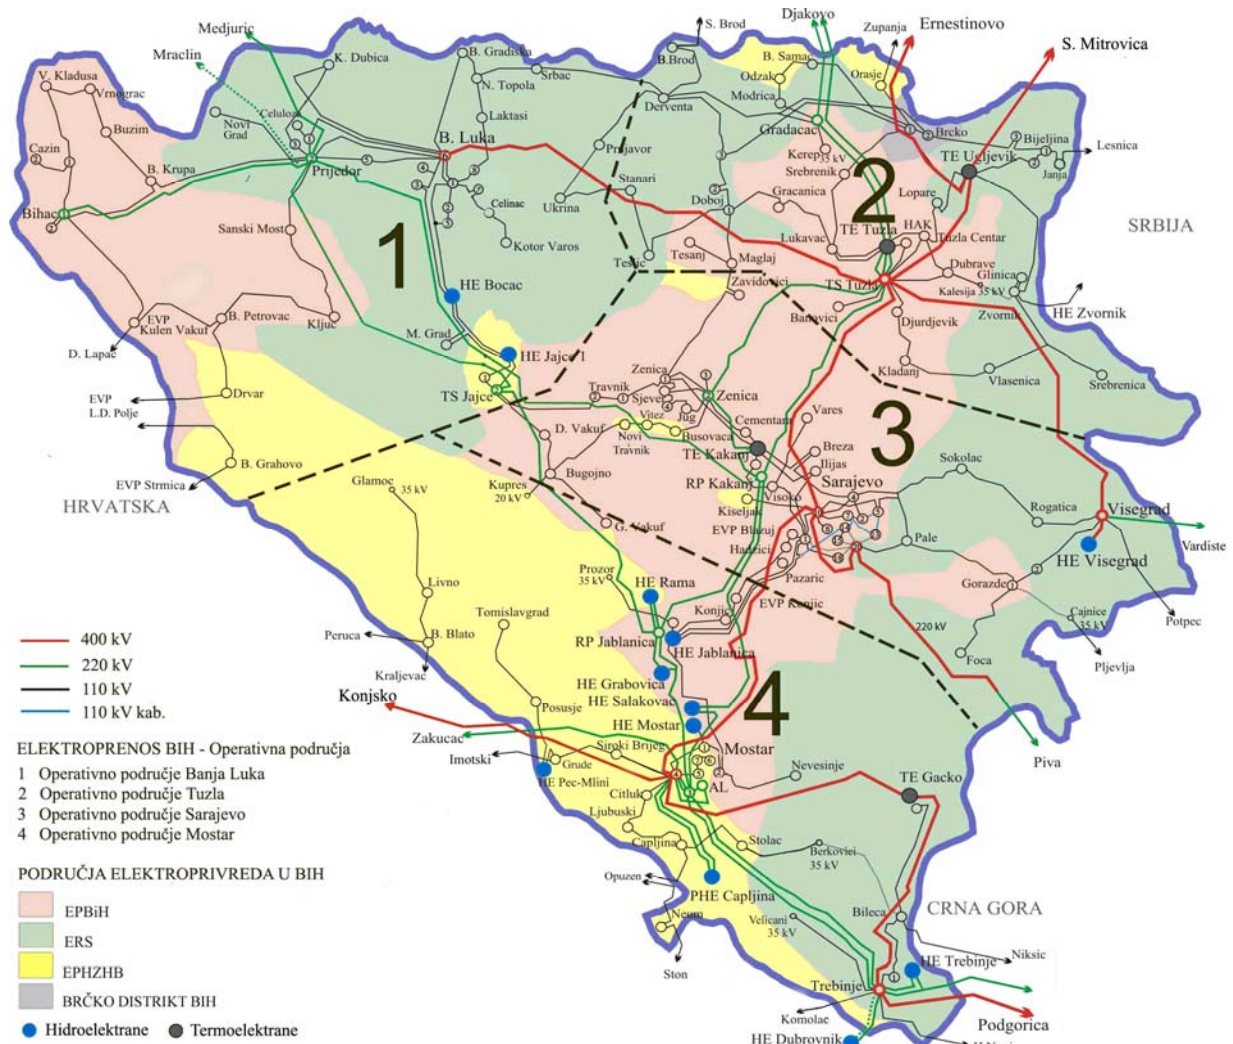 S. Brod
Djakovo
Zupanja
Ernestinovo
Medjuric
S. Mitrovica
Mraclin
K. Dubica
B. Gradiska
B.Brod
B. Samac
Odzak
Orasje
V. Kladusa
Vrnograc
N. Topola
Srbac
Derventa
Modrica
Celuloza
Novi
Grad
Laktasi
Gradacac
Brcko
Buzim
B. Luka
Prnjavor
Kerep
35 kV
Bijeljina
Lesnica
Cazin
TE Ugljevik
Janja
B. Krupa
Prijedor
Srebrenik
2
Stanari
Gracanica
Lopare
Celinac
Ukrina
Doboj
Bihac
SRBIJA
Sanski Most
1
Kotor Varos
TE Tuzla
HAK
Lukavac
Tuzla Centar
Tesanj
Teslic
Maglaj
Dubrave
Glinica
Zavidovici
TS Tuzla
Kalesija 35 kV
HE Bocac
Banovici
Djurdjevik
Zvornik
HE Zvornik
EVP
Kulen Vakuf
B. Petrovac
Kljuc
M. Grad
D. Lapac
HE Jajce 1
Kladanj
Vlasenica
Srebrenica
Zenica
Travnik
Sjever
Zenica
EVP
L.D. Polje
Drvar
TS Jajce
Jug
Vares
3
D. Vakuf
Novi
Travnik
Vitez
Busovaca
Cementara
TE Kakanj
Breza
Ilijas
B. Grahovo
Bugojno
Sokolac
EVP Strmica
Glamoc
35 kV
Kupres
20 kV
RP Kakanj
Visoko
Sarajevo
HRVATSKA
Kiseljak
G. Vakuf
Rogatica
Visegrad
EVP Blazuj
Hadzici
Pale
Vardiste
HE Visegrad
Prozor
35 kV
HE Rama
Pazaric
Gorazde
Livno
Tomislavgrad
Konjic
EVP Konjic
Cajnice
35 kV
Potpec
400 kV
220 kV
110 kV
110 kV kab.
Peruca
B. Blato
RP Jablanica
HE Jablanica
220 kV
Foca
Pljevlja
Kraljevac
HE Grabovica
Konjsko
HE Salakovac
4
Posusje
HE Mostar
Zakucac
Siroki Brijeg
Mostar
ELEKTROPRENOS BIH - Operativna područja
Imotski
Grude
Piva
HE Pec-Mlini
Nevesinje
TE Gacko
1 Operativno područje Banja Luka
2 Operativno područje Tuzla
3 Operativno područje Sarajevo
4 Operativno područje Mostar
AL
Citluk
Ljubuski
Capljina
Stolac
Berkovici
35 kV
PODRUČJA ELEKTROPRIVREDA U BIH
Opuzen
PHE Capljina
EPBiH
Neum
Velicani
35 kV
Bileca
CRNA GORA
ERS
Niksic
EPHZHB
Ston
HE Trebinje
BRČKO DISTRIKT BIH
Trebinje
Hidroelektrane
Termoelektrane
Komolac
Podgorica
HE Dubrovnik